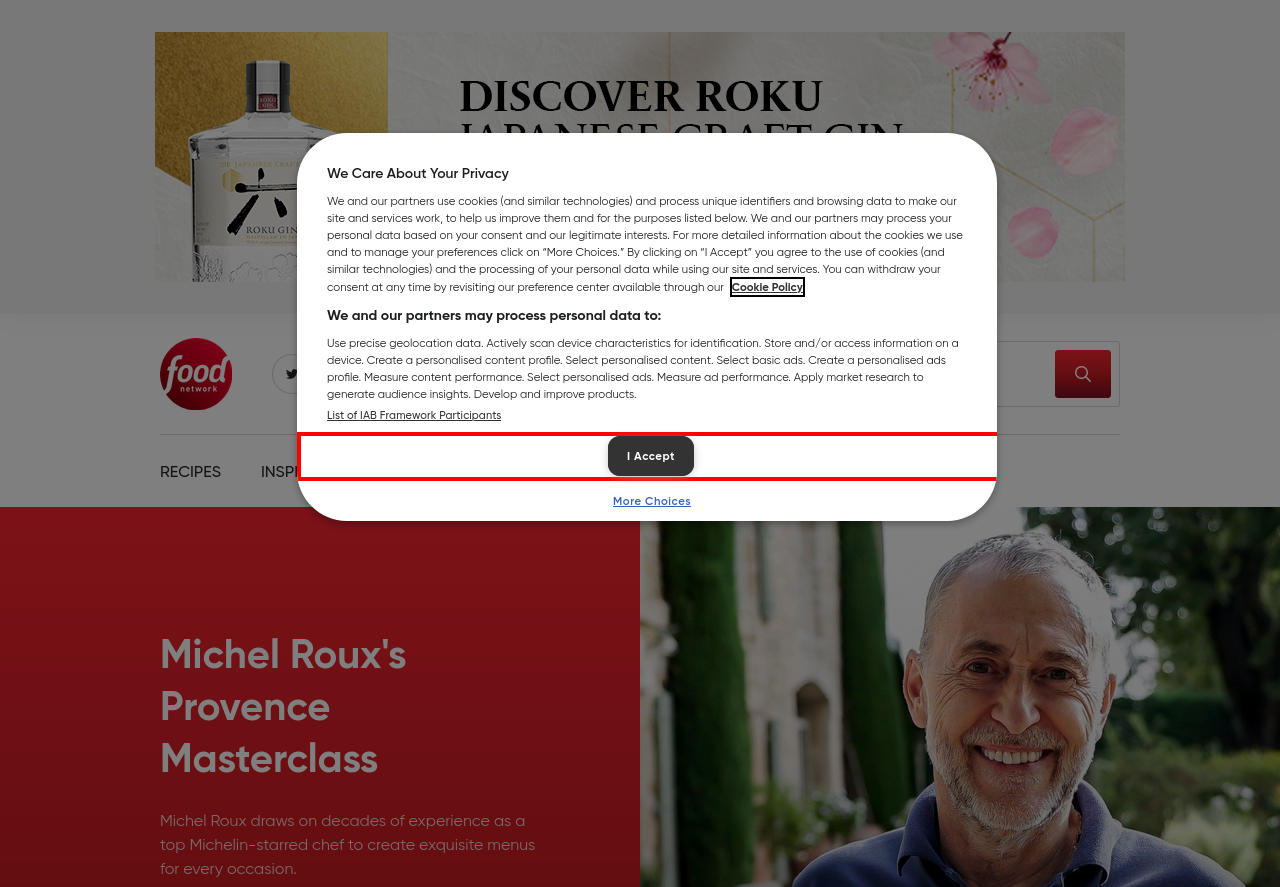 DISCOVER ROKU
We Care About Your Privacy
We and our partners use cookies (and similar technologies) and process unique identifiers and browsing data to make our
site and services work, to help us improve them and for the purposes listed below. We and our partners may process your
personal data based on your consent and our legitimate interests. For more detailed information about the cookies we use
and to manage your preferences click on “More Choices.” By clicking on “I Accept” you agree to the use of cookies (and
similar technologies) and the processing of your personal data while using our site and services. You can withdraw your
consent at any time by revisiting our preference center available through our Cookie Policy
We and our partners may process personal data to:
Use precise geolocation data. Actively scan device characteristics for identification. Store and/or access information on a
device. Create a personalised content profile. Select personalised content. Select basic ads. Create a personalised ads
profile. Measure content performance. Select personalised ads. Measure ad performance. Apply market research to
generate audience insights. Develop and improve products.
List of IAB Framework Participants
I Accept
More Choices
六
ROKU GIN
food
network
RECIPES
Michel Roux's
Provence
Masterclass
Michel Roux draws on decades of experience as a
top Michelin-starred chef to create exquisite menus
for every occasion.